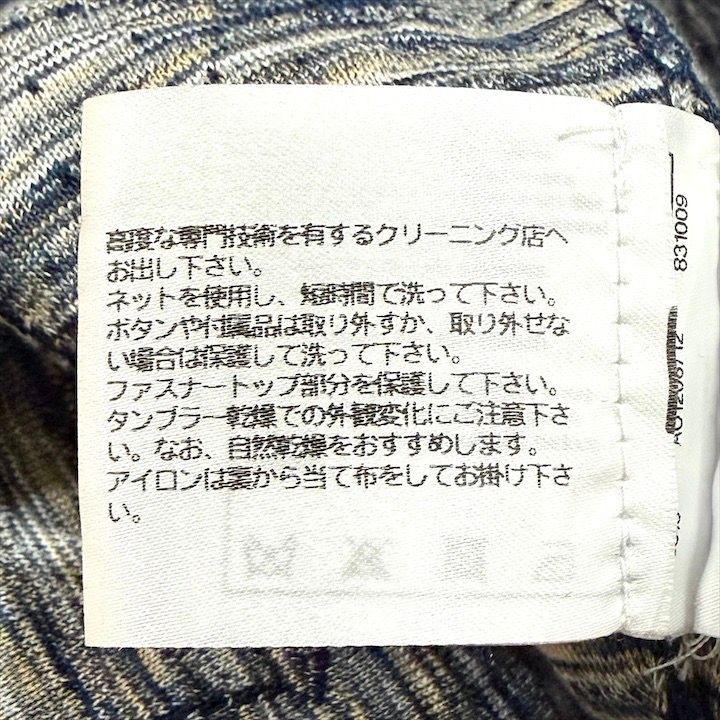 高度な専門技術を有するクリーニング店へ
お出し下さい。
ネットを使用し、短時間で洗って下さい。
ボタンや付属品は取り外すか、取り外せな
い場合は保護して洗って下さい。
ファスナートップ部分を保護して下さい。
タンブラー乾燥での外観変化にご注意下さ
い。なお、自然乾燥をおすすめします。
アイロンは裏から当て布をしてお掛け下さ
い。
831009